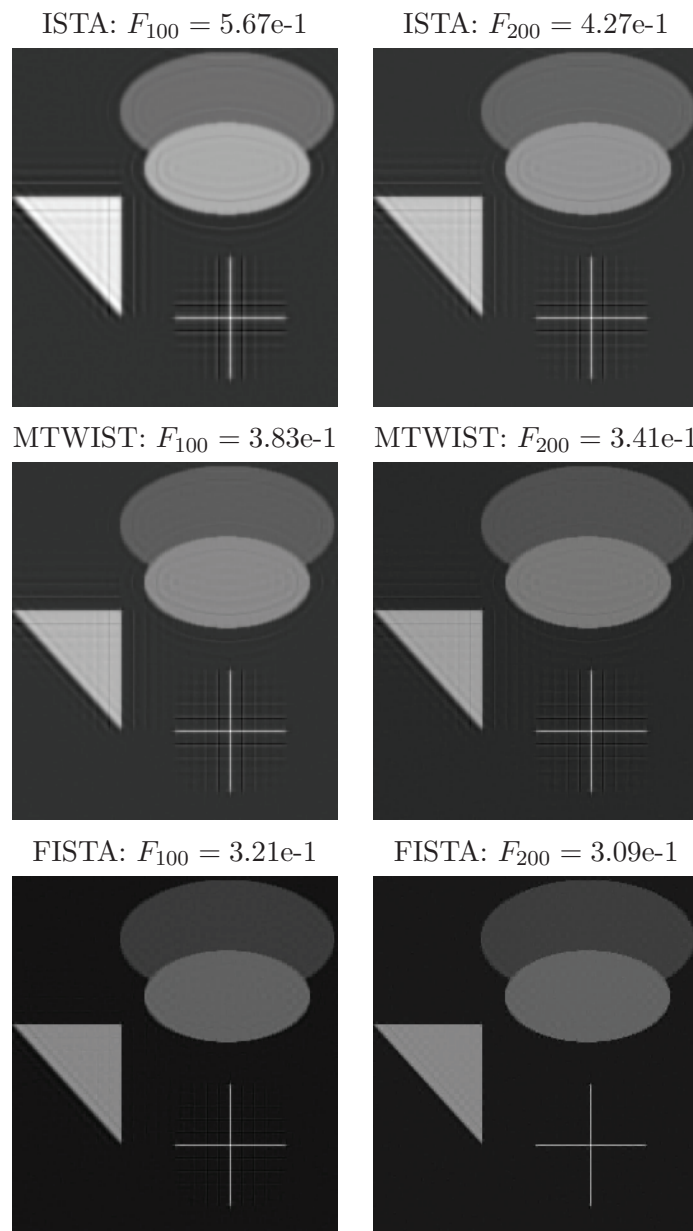 ISTA: F₁₀₀ = 5.67e-1
ISTA: F₂₀₀ = 4.27e-1
MTWIST: F₁₀₀ = 3.83e-1
MTWIST: F₂₀₀ = 3.41e-1
FISTA: F₁₀₀ = 3.21e-1
FISTA: F₂₀₀ = 3.09e-1